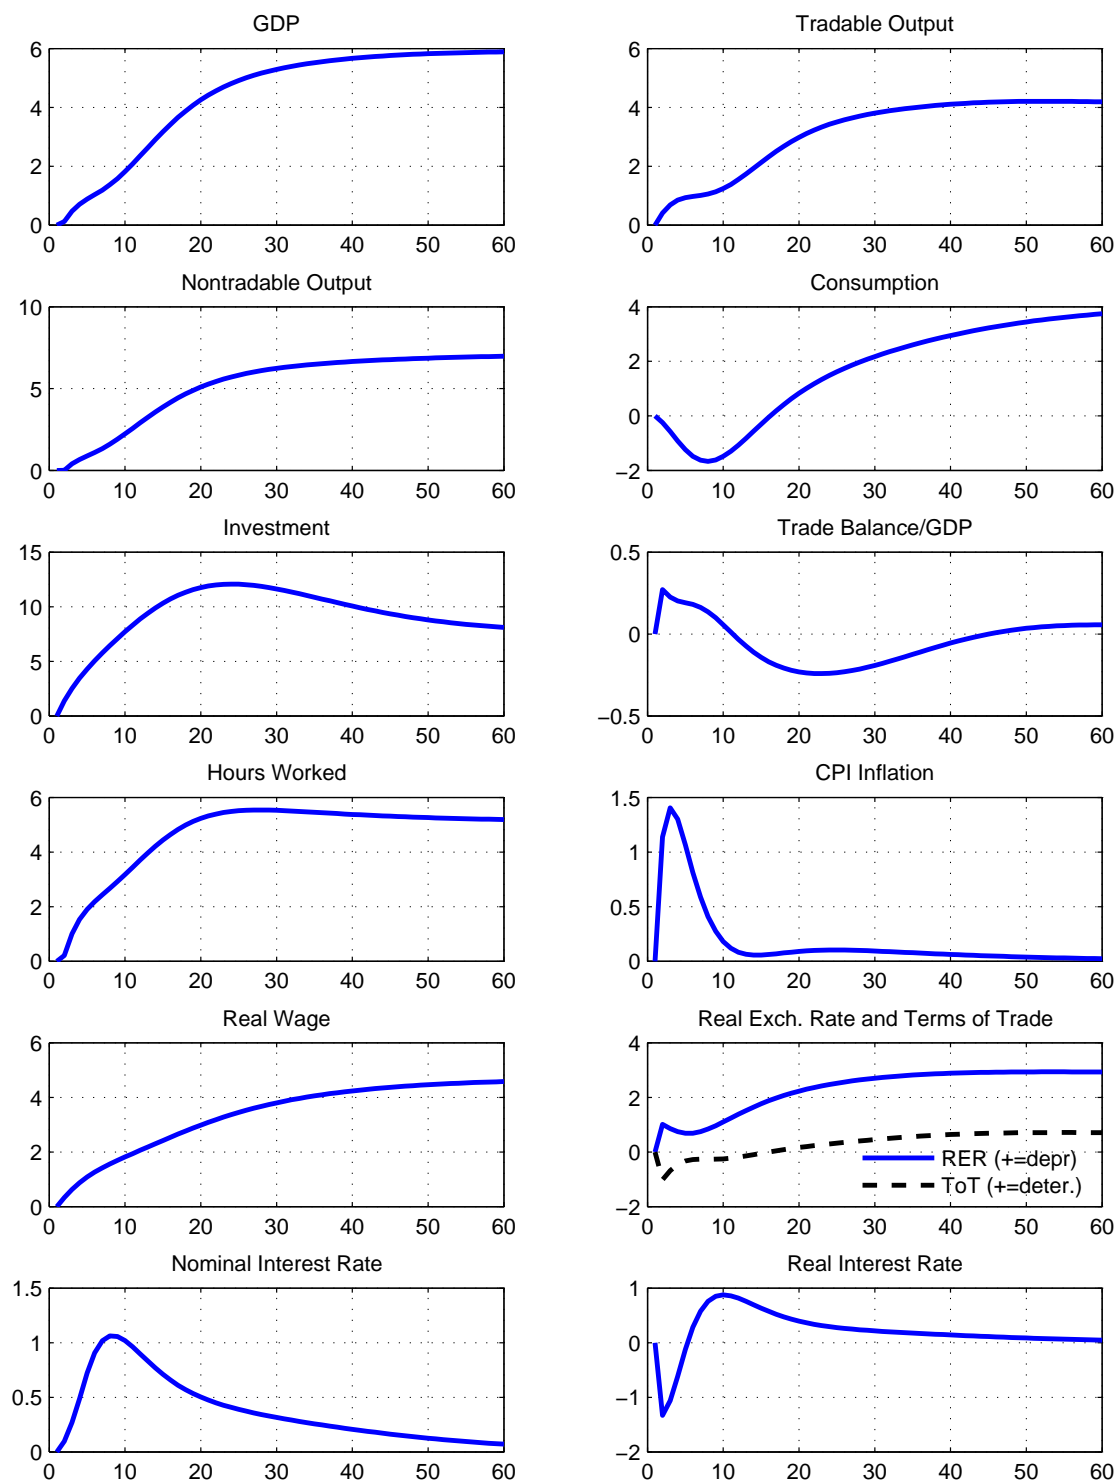 GDP
6
4
2
0
0 10 20 30 40 50 60
Tradable Output
6
4
2
0
0 10 20 30 40 50 60
Nontradable Output
10
5
0
0 10 20 30 40 50 60
Consumption
4
2
0
−2
0 10 20 30 40 50 60
Investment
15
10
5
0
0 10 20 30 40 50 60
Trade Balance/GDP
0.5
0
−0.5
0 10 20 30 40 50 60
Hours Worked
6
4
2
0
0 10 20 30 40 50 60
CPI Inflation
1.5
1
0.5
0
0 10 20 30 40 50 60
Real Wage
6
4
2
0
0 10 20 30 40 50 60
Real Exch. Rate and Terms of Trade
4
2
0
−2
RER (+=depr)
ToT (+=deter.)
0 10 20 30 40 50 60
Nominal Interest Rate
1.5
1
0.5
0
0 10 20 30 40 50 60
Real Interest Rate
1
0
−1
−2
0 10 20 30 40 50 60